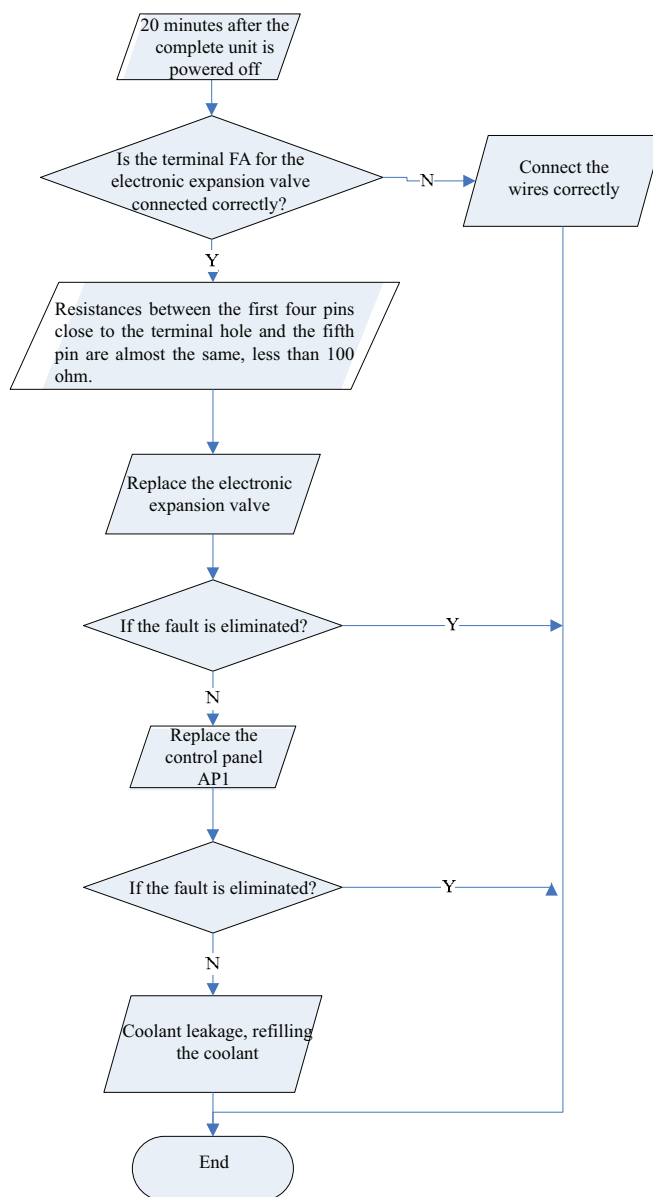 20 minutes after the
complete unit is
powered off
Is the terminal FA for the
electronic expansion valve
connected correctly?
N
Connect the
wires correctly
Y
Resistances between the first four pins
close to the terminal hole and the fifth
pin are almost the same, less than 100
ohm.
Replace the electronic
expansion valve
If the fault is eliminated?
Y
N
Replace the
control panel
AP1
If the fault is eliminated?
Y
N
Coolant leakage, refilling
the coolant
End